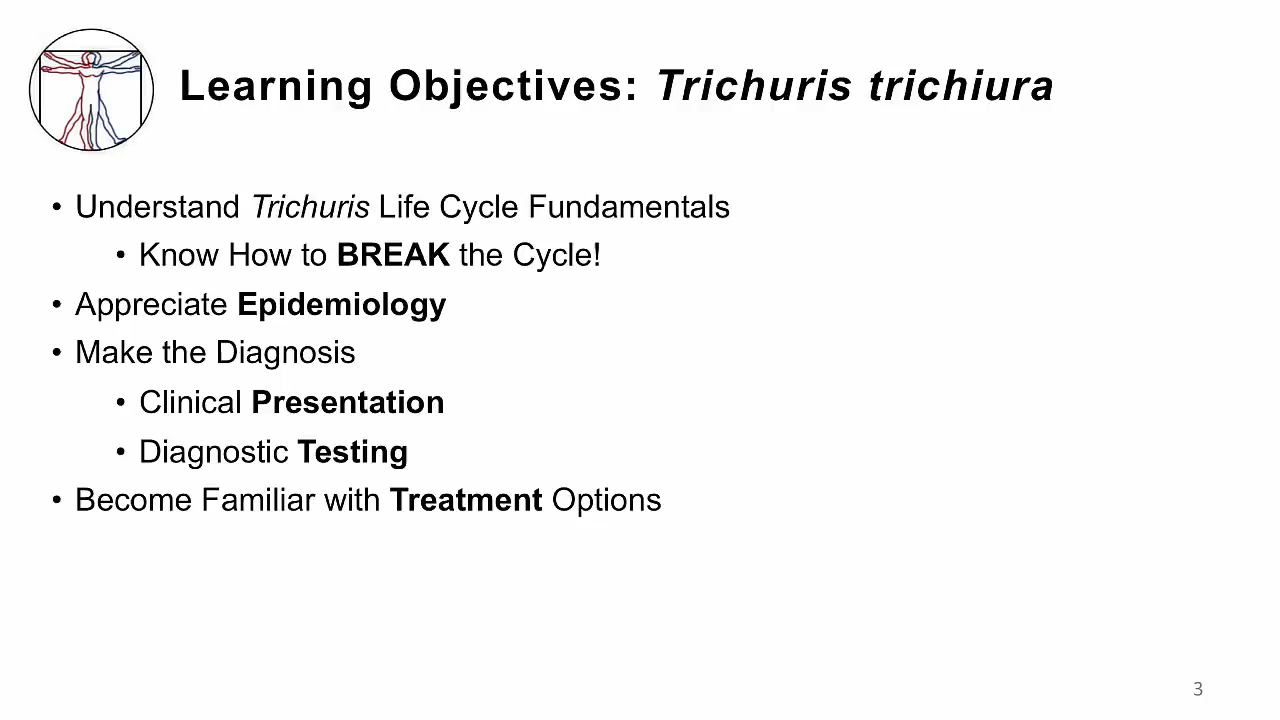 Learning Objectives: Trichuris trichiura
• Understand Trichuris Life Cycle Fundamentals
• Know How to BREAK the Cycle!
• Appreciate Epidemiology
• Make the Diagnosis
• Clinical Presentation
• Diagnostic Testing
• Become Familiar with Treatment Options
3